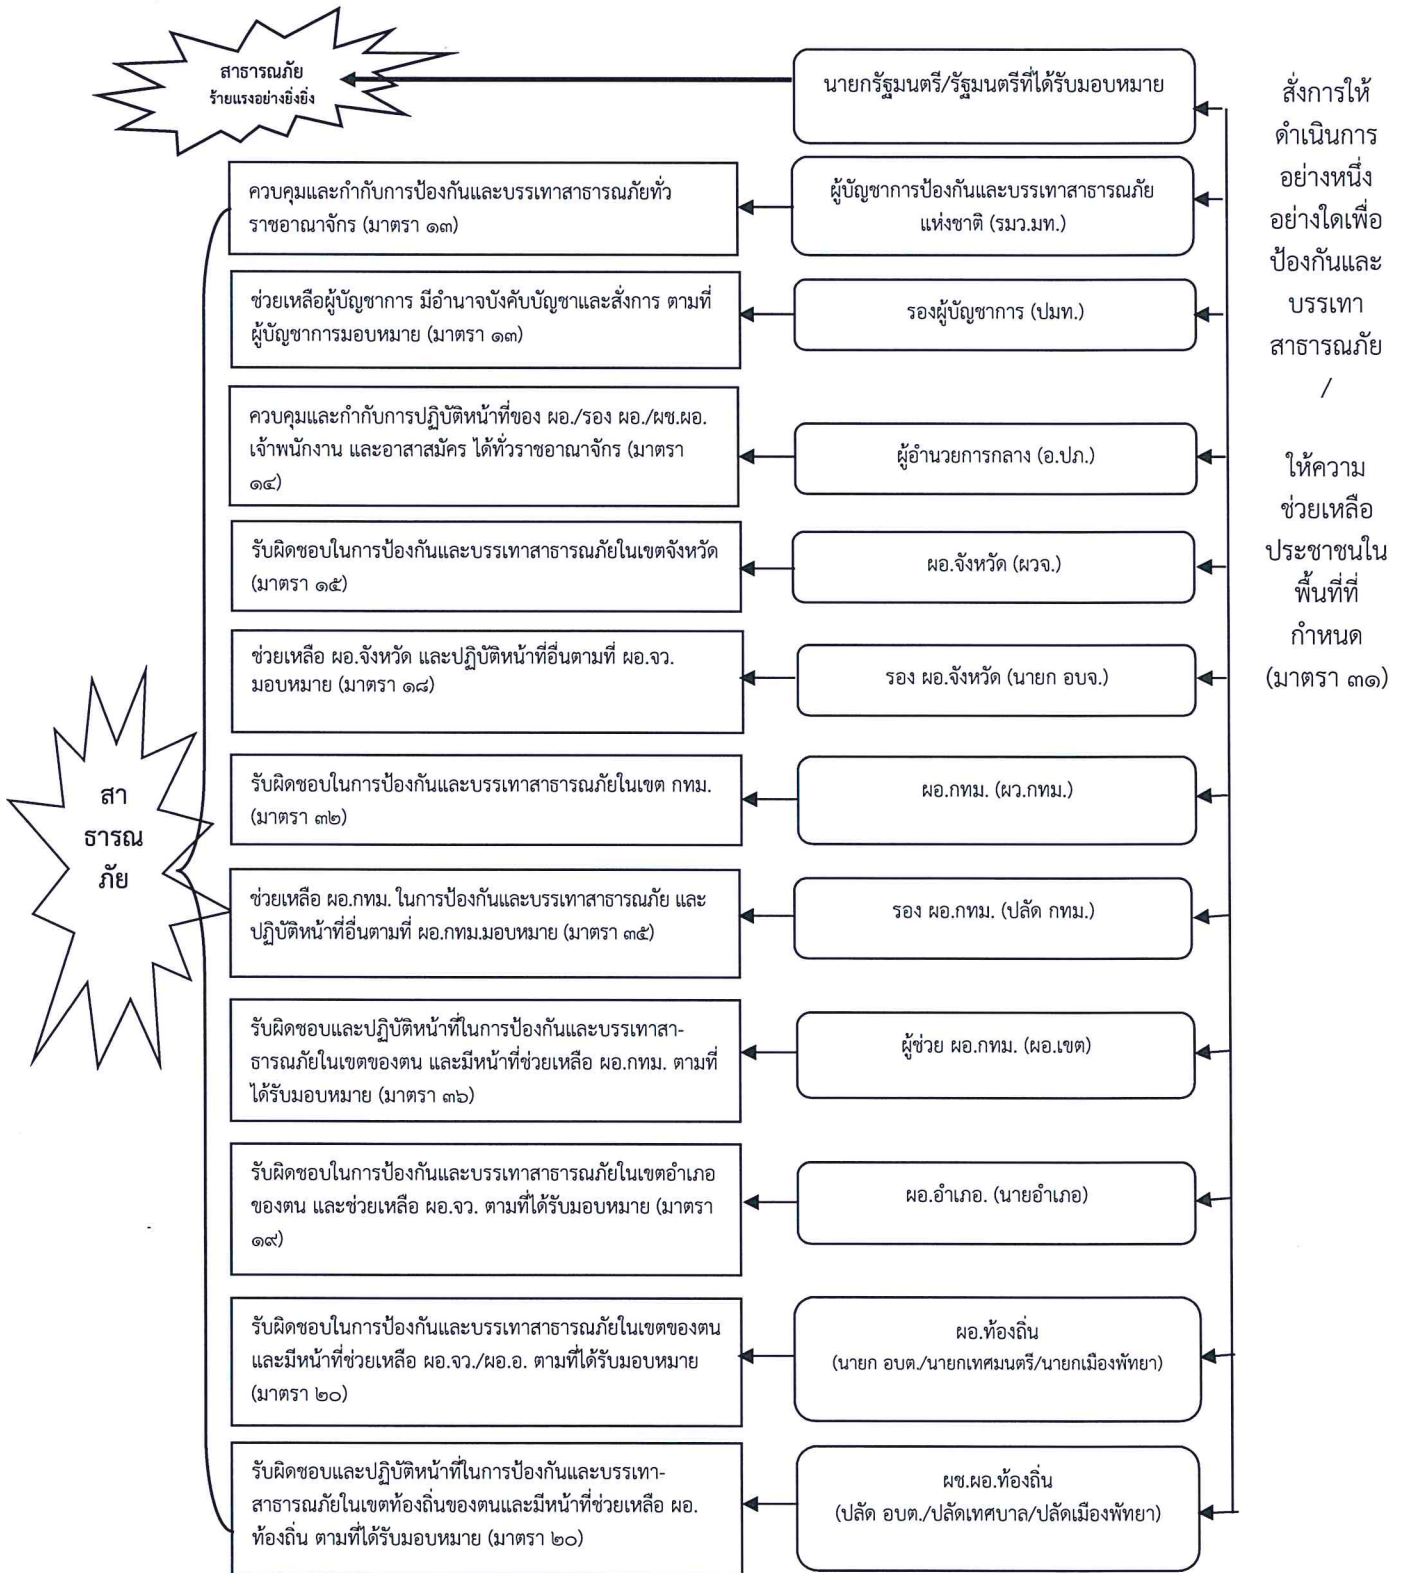 สาธารณภัย
ร้ายแรงอย่างยิ่งยิ่ง
นายกรัฐมนตรี/รัฐมนตรีที่ได้รับมอบหมาย
ควบคุมและกำกับการป้องกันและบรรเทาสาธารณภัยทั่ว
ราชอาณาจักร (มาตรา ๑๓)
ผู้บัญชาการป้องกันและบรรเทาสาธารณภัย
แห่งชาติ (รมว.มท.)
ช่วยเหลือผู้บัญชาการ มีอำนาจบังคับบัญชาและสั่งการ ตามที่
ผู้บัญชาการมอบหมาย (มาตรา ๑๓)
รองผู้บัญชาการ (ปมท.)
ควบคุมและกำกับการปฏิบัติหน้าที่ของ ผอ./รอง ผอ./ผช.ผอ.
เจ้าพนักงาน และอาสาสมัคร ได้ทั่วราชอาณาจักร (มาตรา
๑๔)
ผู้อำนวยการกลาง (อ.ปภ.)
รับผิดชอบในการป้องกันและบรรเทาสาธารณภัยในเขตจังหวัด
(มาตรา ๑๕)
ผอ.จังหวัด (ผวจ.)
ช่วยเหลือ ผอ.จังหวัด และปฏิบัติหน้าที่อื่นตามที่ ผอ.จว.
มอบหมาย (มาตรา ๑๘)
รอง ผอ.จังหวัด (นายก อบจ.)
รับผิดชอบในการป้องกันและบรรเทาสาธารณภัยในเขต กทม.
(มาตรา ๓๒)
ผอ.กทม. (ผว.กทม.)
ช่วยเหลือ ผอ.กทม. ในการป้องกันและบรรเทาสาธารณภัย และ
ปฏิบัติหน้าที่อื่นตามที่ ผอ.กทม.มอบหมาย (มาตรา ๓๕)
รอง ผอ.กทม. (ปลัด กทม.)
รับผิดชอบและปฏิบัติหน้าที่ในการป้องกันและบรรเทาสา-
ธารณภัยในเขตของตน และมีหน้าที่ช่วยเหลือ ผอ.กทม. ตามที่
ได้รับมอบหมาย (มาตรา ๓๖)
ผู้ช่วย ผอ.กทม. (ผอ.เขต)
รับผิดชอบในการป้องกันและบรรเทาสาธารณภัยในเขตอำเภอ
ของตน และช่วยเหลือ ผอ.จว. ตามที่ได้รับมอบหมาย (มาตรา
๑๙)
ผอ.อำเภอ. (นายอำเภอ)
รับผิดชอบในการป้องกันและบรรเทาสาธารณภัยในเขตของตน
และมีหน้าที่ช่วยเหลือ ผอ.จว./ผอ.อ. ตามที่ได้รับมอบหมาย
(มาตรา ๒๐)
ผอ.ท้องถิ่น
(นายก อบต./นายกเทศมนตรี/นายกเมืองพัทยา)
รับผิดชอบและปฏิบัติหน้าที่ในการป้องกันและบรรเทา-
สาธารณภัยในเขตท้องถิ่นของตนและมีหน้าที่ช่วยเหลือ ผอ.
ท้องถิ่น ตามที่ได้รับมอบหมาย (มาตรา ๒๐)
ผช.ผอ.ท้องถิ่น
(ปลัด อบต./ปลัดเทศบาล/ปลัดเมืองพัทยา)
สา
ธารณ
ภัย
สั่งการให้
ดำเนินการ
อย่างหนึ่ง
อย่างใดเพื่อ
ป้องกันและ
บรรเทา
สาธารณภัย
/
ให้ความ
ช่วยเหลือ
ประชาชนใน
พื้นที่ที่
กำหนด
(มาตรา ๓๑)